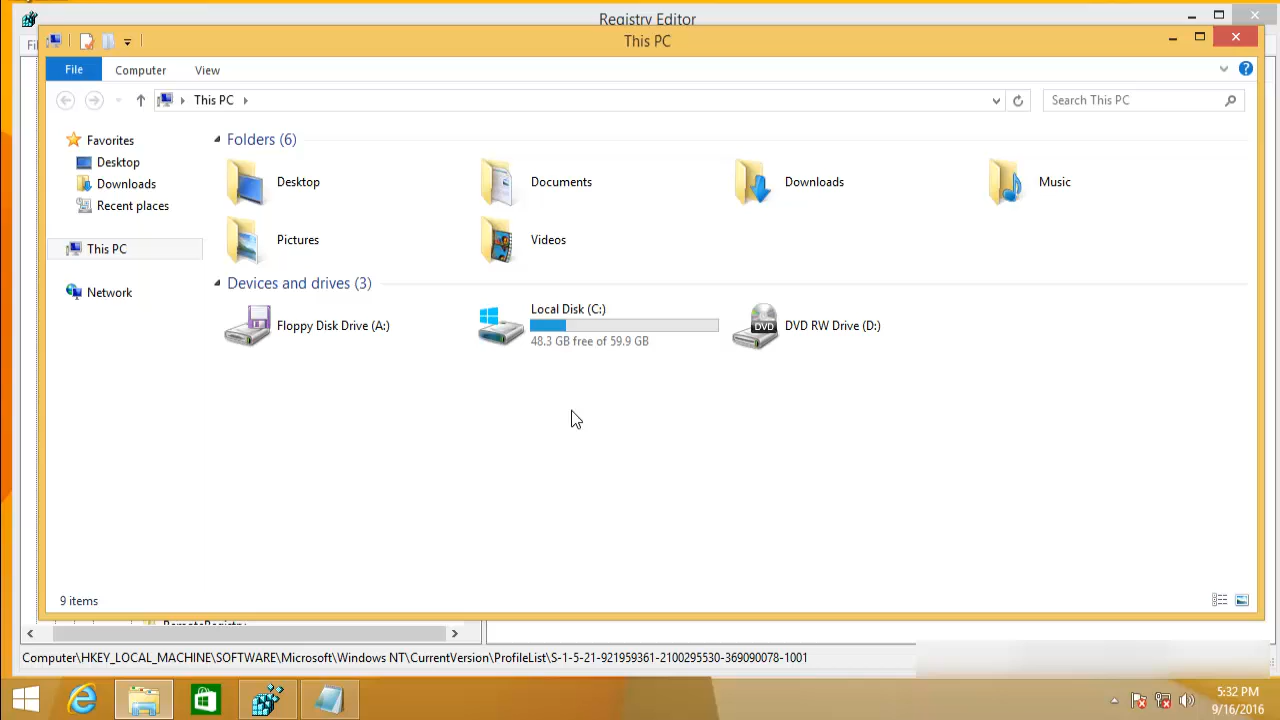 Registry Editor
This PC
File
Computer
View
This PC
Search This PC
Favorites
Desktop
Downloads
Recent places
This PC
Network
Folders (6)
Desktop
Documents
Downloads
Music
Pictures
Videos
Devices and drives (3)
Floppy Disk Drive (A:)
Local Disk (C:)
48.3 GB free of 59.9 GB
DVD
DVD RW Drive (D:)
9 items
RemoteRegistry
Computer\HKEY_LOCAL_MACHINE\SOFTWARE\Microsoft\Windows NT\CurrentVersion\ProfileList\S-1-5-21-921959361-2100295530-369090078-1001
5:32 PM
9/16/2016